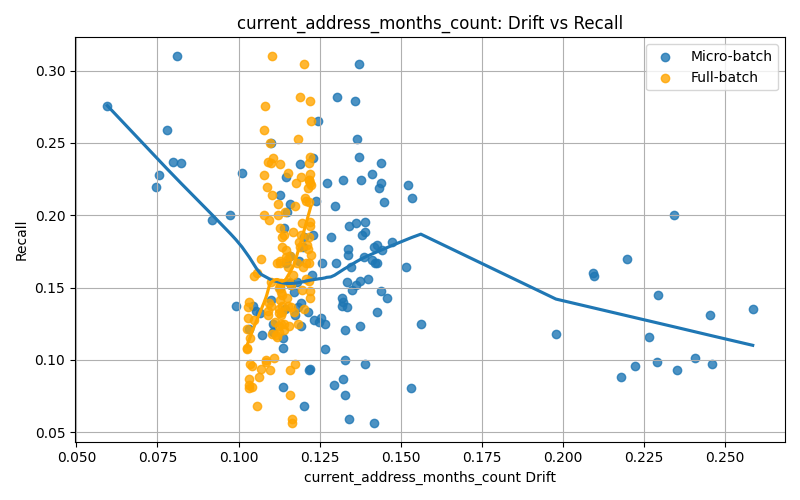 current_address_months_count: Drift vs Recall
Micro-batch
Full-batch
0.30
0.25
0.20
0.15
0.10
0.05
Recall
0.050 0.075 0.100 0.125 0.150 0.175 0.200 0.225 0.250
current_address_months_count Drift